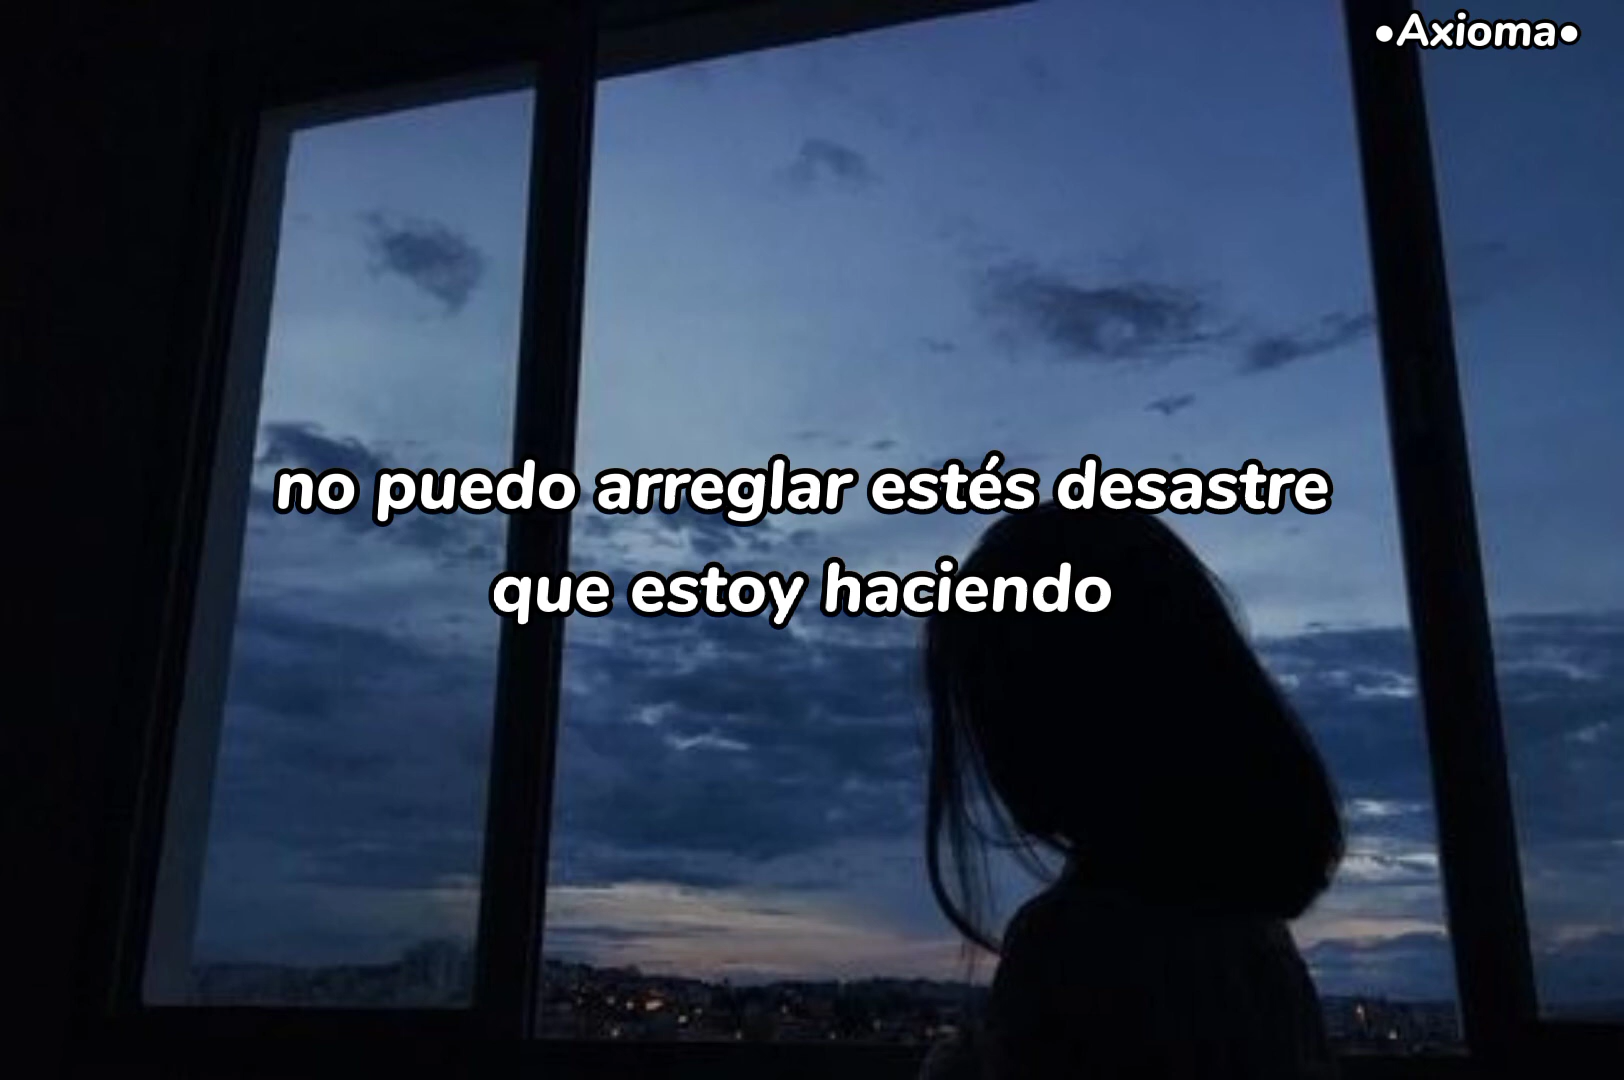 •Axioma•
no puedo arreglar estés desastre
que estoy haciendo